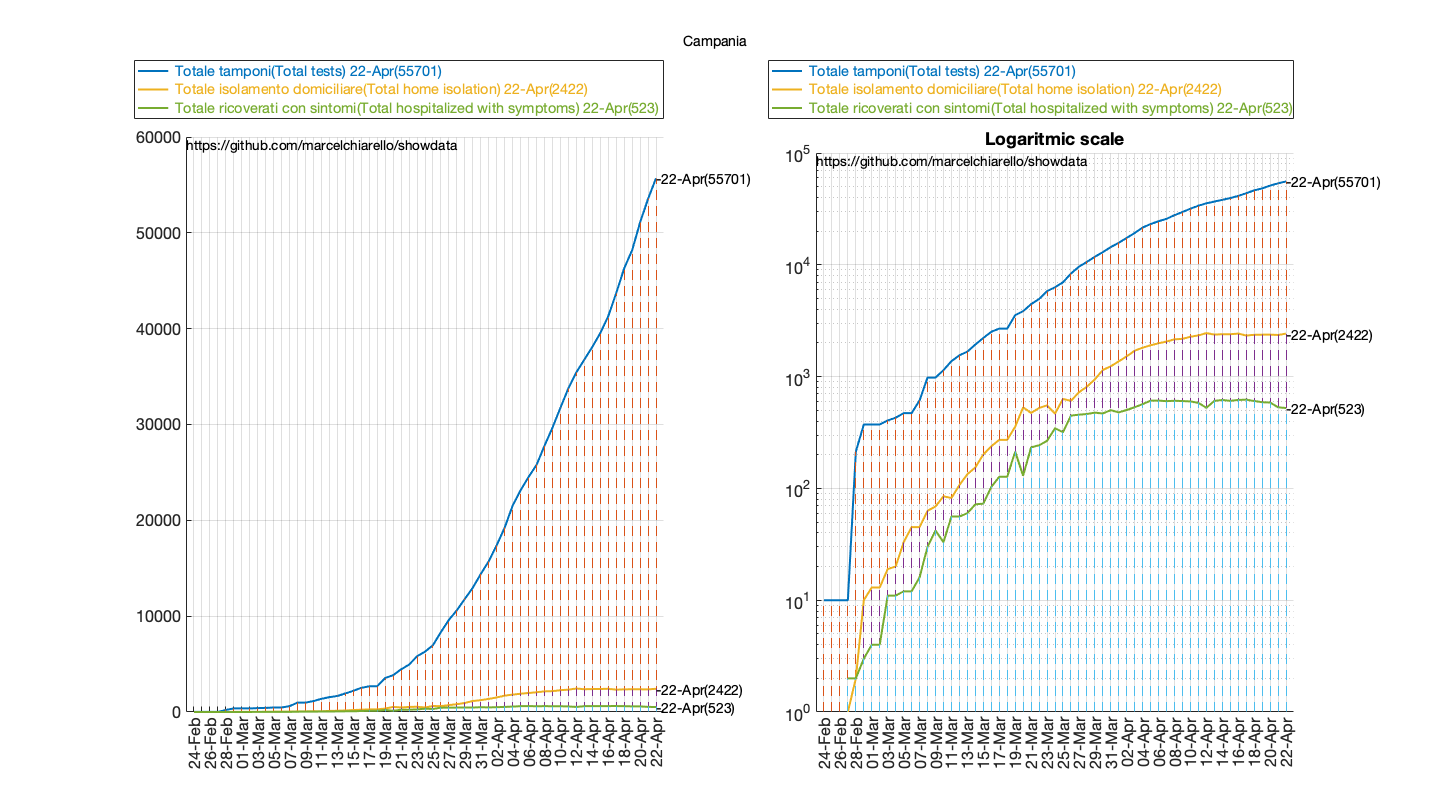 Campania
Totale tamponi(Total tests) 22-Apr(55701)
Totale isolamento domiciliare(Total home isolation) 22-Apr(2422)
Totale ricoverati con sintomi(Total hospitalized with symptoms) 22-Apr(523)
60000
https://github.com/marcelchiarello/showdata
22-Apr(55701)
50000
40000
30000
20000
10000
22-Apr(2422)
22-Apr(523)
0
24-Feb
26-Feb
28-Feb
01-Mar
03-Mar
05-Mar
07-Mar
09-Mar
11-Mar
13-Mar
15-Mar
17-Mar
19-Mar
21-Mar
23-Mar
25-Mar
27-Mar
29-Mar
31-Mar
02-Apr
04-Apr
06-Apr
08-Apr
10-Apr
12-Apr
14-Apr
16-Apr
18-Apr
20-Apr
22-Apr
Totale tamponi(Total tests) 22-Apr(55701)
Totale isolamento domiciliare(Total home isolation) 22-Apr(2422)
Totale ricoverati con sintomi(Total hospitalized with symptoms) 22-Apr(523)
Logaritmic scale
10^5
https://github.com/marcelchiarello/showdata
22-Apr(55701)
10^4
22-Apr(2422)
10^3
22-Apr(523)
10^2
10^1
10^0
24-Feb
26-Feb
28-Feb
01-Mar
03-Mar
05-Mar
07-Mar
09-Mar
11-Mar
13-Mar
15-Mar
17-Mar
19-Mar
21-Mar
23-Mar
25-Mar
27-Mar
29-Mar
31-Mar
02-Apr
04-Apr
06-Apr
08-Apr
10-Apr
12-Apr
14-Apr
16-Apr
18-Apr
20-Apr
22-Apr